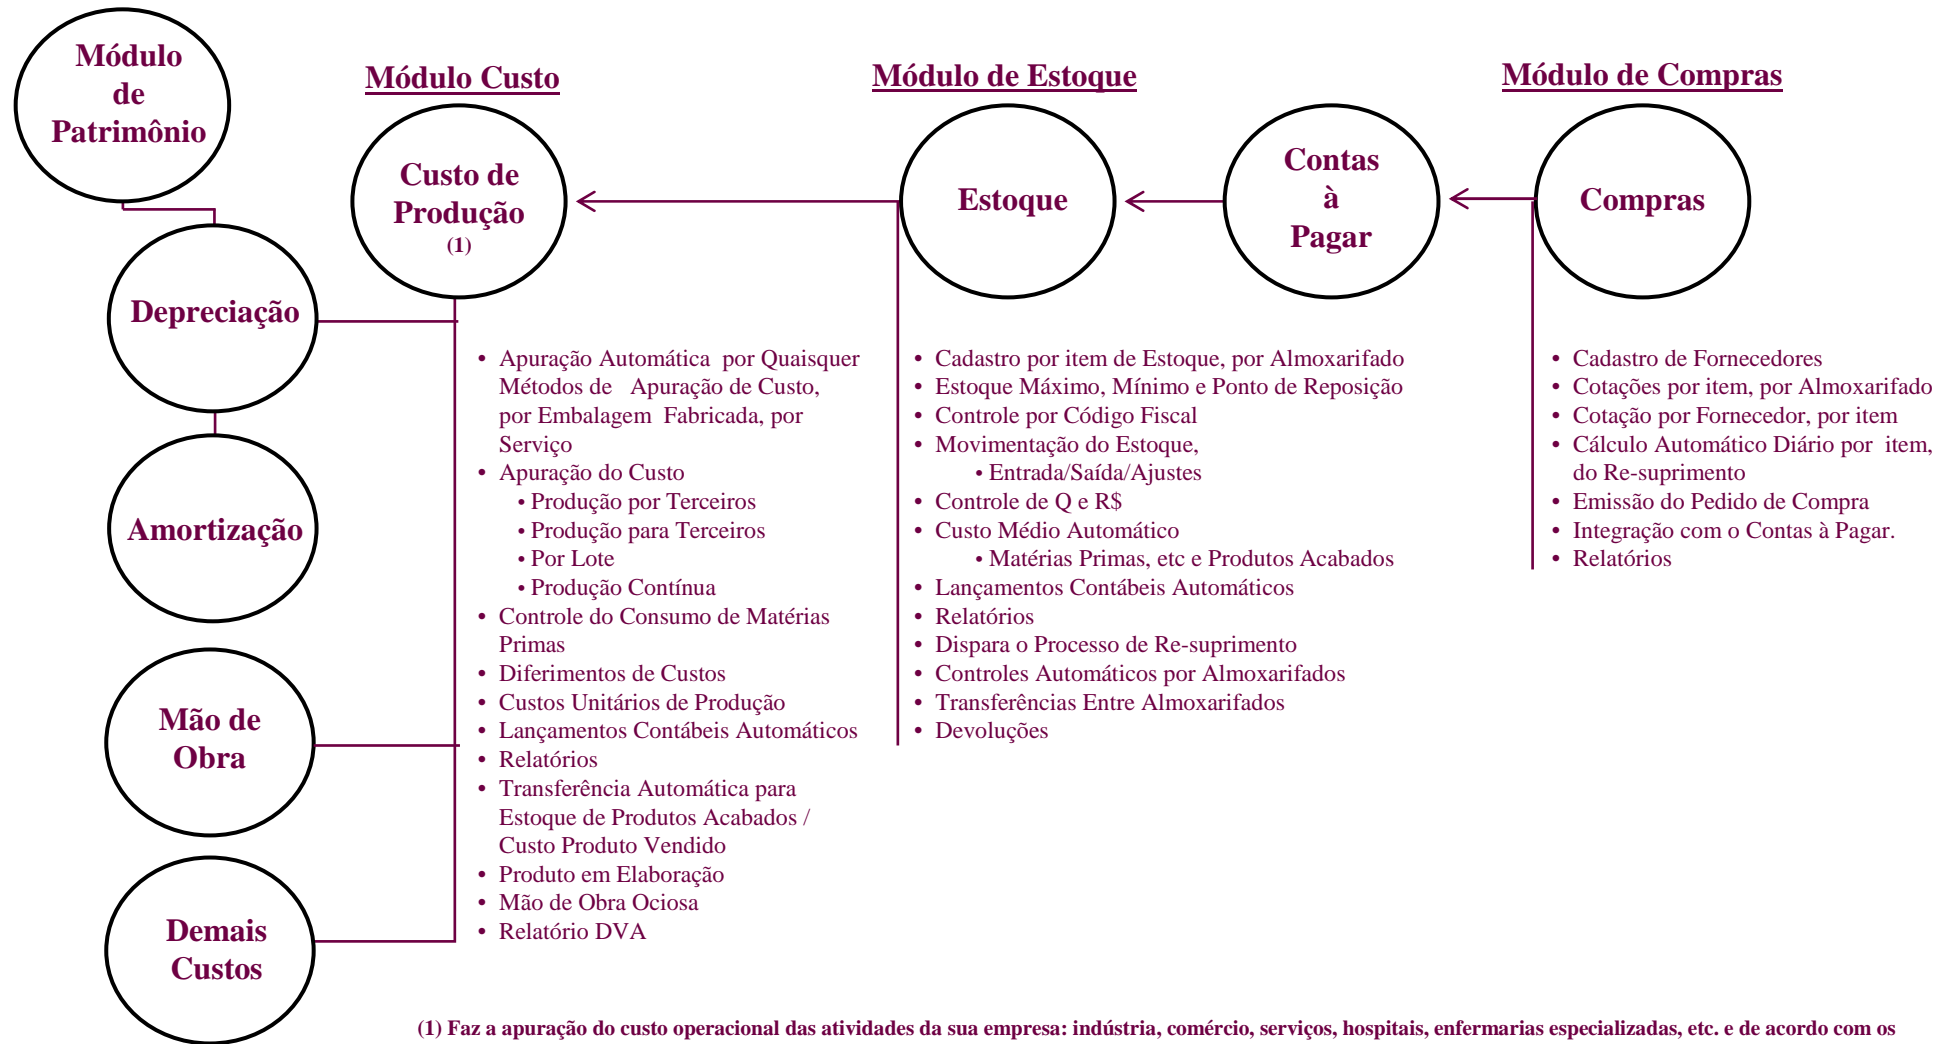 Módulo
de
Patrimônio
Depreciação
Amortização
Mão de
Obra
Demais
Custos
Módulo Custo
Custo de
Produção
(1)
• Apuração Automática por Quaisquer
Métodos de Apuração de Custo,
por Embalagem Fabricada, por
Serviço
• Apuração do Custo
• Produção por Terceiros
• Produção para Terceiros
• Por Lote
• Produção Contínua
• Controle do Consumo de Matérias
Primas
• Diferimentos de Custos
• Custos Unitários de Produção
• Lançamentos Contábeis Automáticos
• Relatórios
• Transferência Automática para
Estoque de Produtos Acabados /
Custo Produto Vendido
• Produto em Elaboração
• Mão de Obra Ociosa
• Relatório DVA
Módulo de Estoque
Estoque
• Cadastro por item de Estoque, por Almoxarifado
• Estoque Máximo, Mínimo e Ponto de Reposição
• Controle por Código Fiscal
• Movimentação do Estoque,
• Entrada/Saída/Ajustes
• Controle de Q e R$
• Custo Médio Automático
• Matérias Primas, etc e Produtos Acabados
• Lançamentos Contábeis Automáticos
• Relatórios
• Dispara o Processo de Re-suprimento
• Controles Automáticos por Almoxarifados
• Transferências Entre Almoxarifados
• Devoluções
Contas
à
Pagar
Módulo de Compras
Compras
• Cadastro de Fornecedores
• Cotações por item, por Almoxarifado
• Cotação por Fornecedor, por item
• Cálculo Automático Diário por item,
do Re-suprimento
• Emissão do Pedido de Compra
• Integração com o Contas à Pagar.
• Relatórios
(1) Faz a apuração do custo operacional das atividades da sua empresa: indústria, comércio, serviços, hospitais, enfermarias especializadas, etc. e de acordo com os